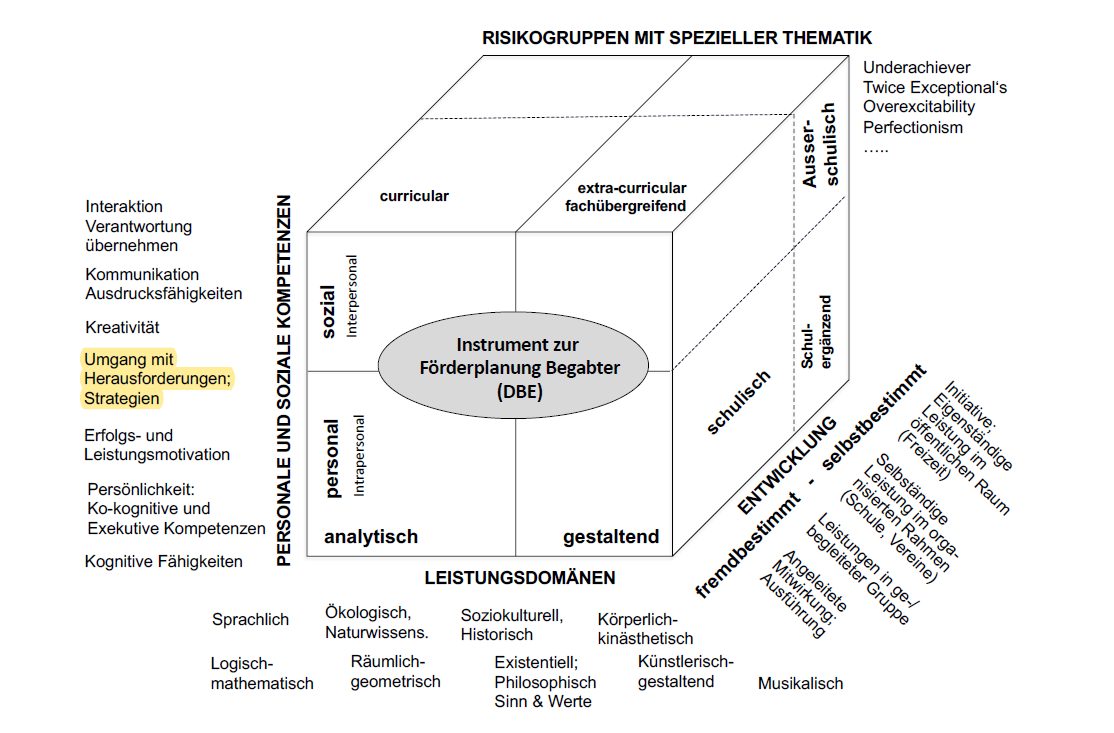 RISIKOGRUPPEN MIT SPEZIELLER THEMATIK
Underachiever
Twice Exceptional‘s
Overexcitability
Perfectionism
.....
Ausser-
schulisch
curricular
extra-curricular
fachübergreifend
PERSONALE UND SOZIALE KOMPETENZEN
Interaktion
Verantwortung
übernehmen
Kommunikation
Ausdrucksfähigkeiten
Kreativität
Umgang mit
Herausforderungen;
Strategien
Erfolgs- und
Leistungsmotivation
Persönlichkeit:
Ko-kognitive und
Exekutive Kompetenzen
Kognitive Fähigkeiten
sozial
Interpersonal
Instrument zur
Förderplanung Begabter
(DBE)
personal
Intrapersonal
analytisch
gestaltend
Schul-
ergänzend
schulisch
ENTWICKLUNG
fremdbestimmt - selbstbestimmt
Initiative;
Eigenständige
Leistung im
öffentlichen Raum
(Freizeit)
Selbständige
Leistung im orga-
nisierten Rahmen
(Schule, Vereine)
Leistungen in ge-/
begleiteter Gruppe
Angeleitete
Mitwirkung;
Ausführung
LEISTUNGSDOMÄNEN
Sprachlich
Ökologisch,
Naturwissens.
Soziokulturell,
Historisch
Körperlich-
kinästhetisch
Logisch-
mathematisch
Räumlich-
geometrisch
Existentiell;
Philosophisch
Sinn & Werte
Künstlerisch-
gestaltend
Musikalisch